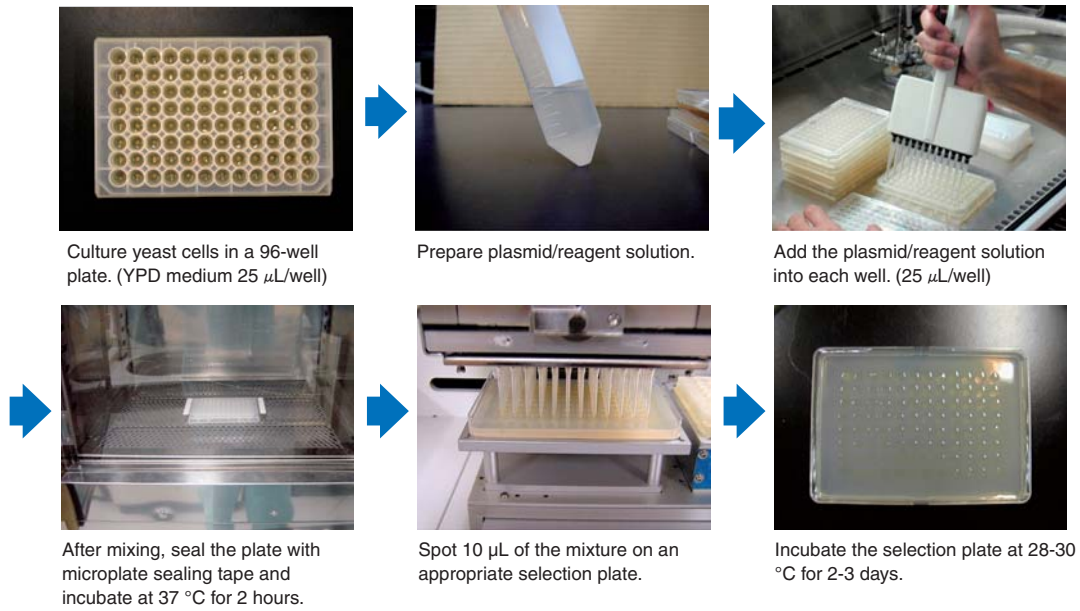 Culture yeast cells in a 96-well
plate. (YPD medium 25 μL/well)
Prepare plasmid/reagent solution.
Add the plasmid/reagent solution
into each well. (25 μL/well)
After mixing, seal the plate with
microplate sealing tape and
incubate at 37 °C for 2 hours.
Spot 10 µL of the mixture on an
appropriate selection plate.
Incubate the selection plate at 28-30
°C for 2-3 days.